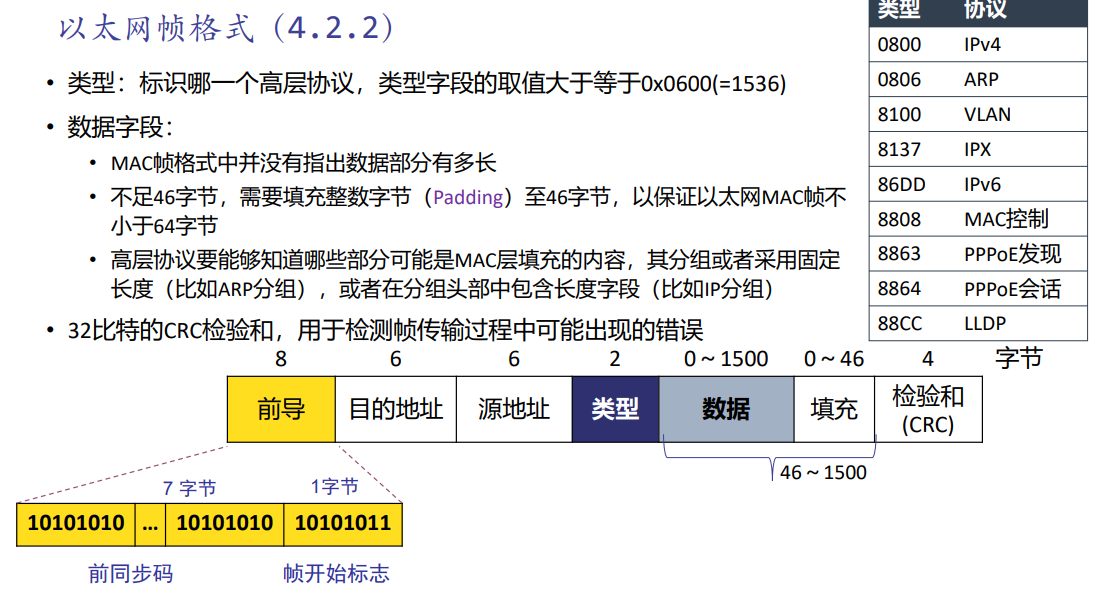 以太网帧格式（4.2.2）
• 类型：标识哪一个高层协议，类型字段的取值大于等于0x0600(=1536)
• 数据字段：
• MAC帧格式中并没有指出数据部分有多长
• 不足46字节，需要填充整数字节（Padding）至46字节，以保证以太网MAC帧不
小于64字节
• 高层协议要能够知道哪些部分可能是MAC层填充的内容，其分组或者采用固定
长度（比如ARP分组），或者在分组头部中包含长度字段（比如IP分组）
• 32比特的CRC检验和，用于检测帧传输过程中可能出现的错误
类型 协议
0800 IPv4
0806 ARP
8100 VLAN
8137 IPX
86DD IPv6
8808 MAC控制
8863 PPPoE发现
8864 PPPoE会话
88CC LLDP
8 6 6 2 0～1500 0～46 4 字节
前导 目的地址 源地址 类型 数据 填充 检验和
(CRC)
46～1500
7 字节 1字节
10101010 ... 10101010 10101011
前同步码 帧开始标志